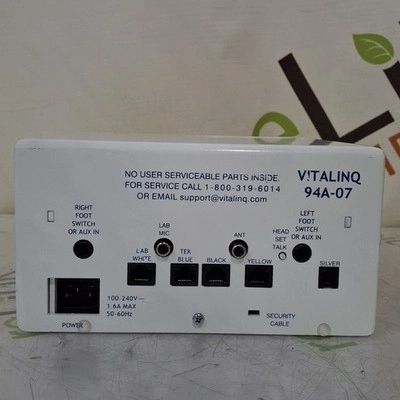 NO USER SERVICEABLE PARTS INSIDE.
FOR SERVICE CALL 1-800-319-6014
OR EMAIL support@vitalinq.com
VITALINQ
94A-07
RIGHT
FOOT
SWITCH
OR AUX IN
LAB
MIC
ANT
HEAD
SET
TALK
LEFT
FOOT
SWITCH
OR AUX IN
LAB
WHITE
TEK
BLUE
BLACK
YELLOW
SILVER
100-240V~
1.6A MAX
50-60Hz
POWER
SECURITY
CABLE